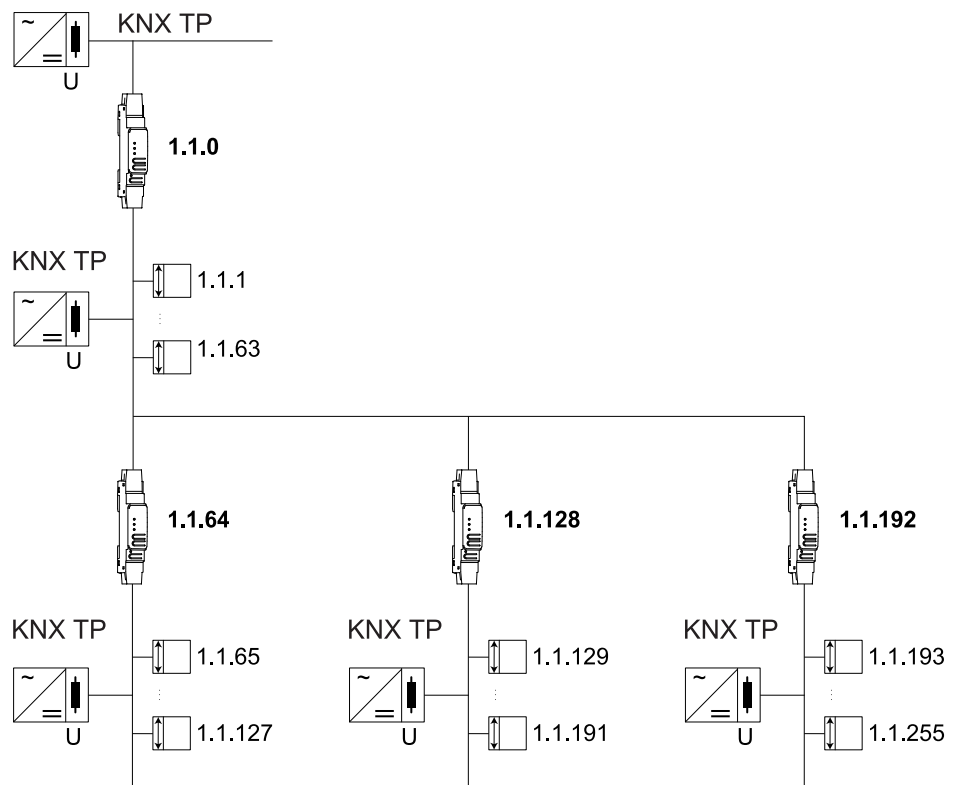 KNX TP
~
=
U
1.1.0
KNX TP
1.1.1
~
=
U
1.1.63
1.1.64
1.1.128
1.1.192
KNX TP
KNX TP
KNX TP
1.1.65
1.1.129
1.1.193
~
=
U
~
=
U
~
=
U
1.1.127
1.1.191
1.1.255